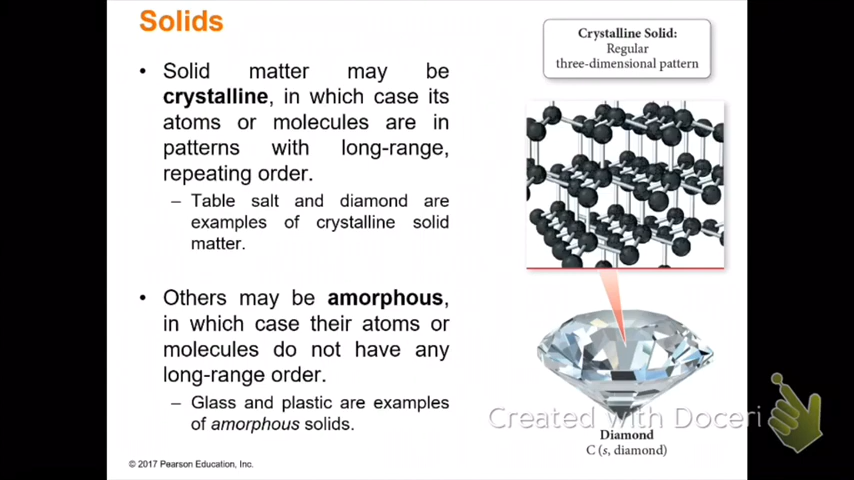 Solids
• Solid matter may be
crystalline, in which case its
atoms or molecules are in
patterns with long-range,
repeating order.
– Table salt and diamond are
examples of crystalline solid
matter.
• Others may be amorphous,
in which case their atoms or
molecules do not have any
long-range order.
– Glass and plastic are examples
of amorphous solids.
© 2017 Pearson Education, Inc.
Crystalline Solid:
Regular
three-dimensional pattern
Created with Doceri
Diamond
C (s, diamond)